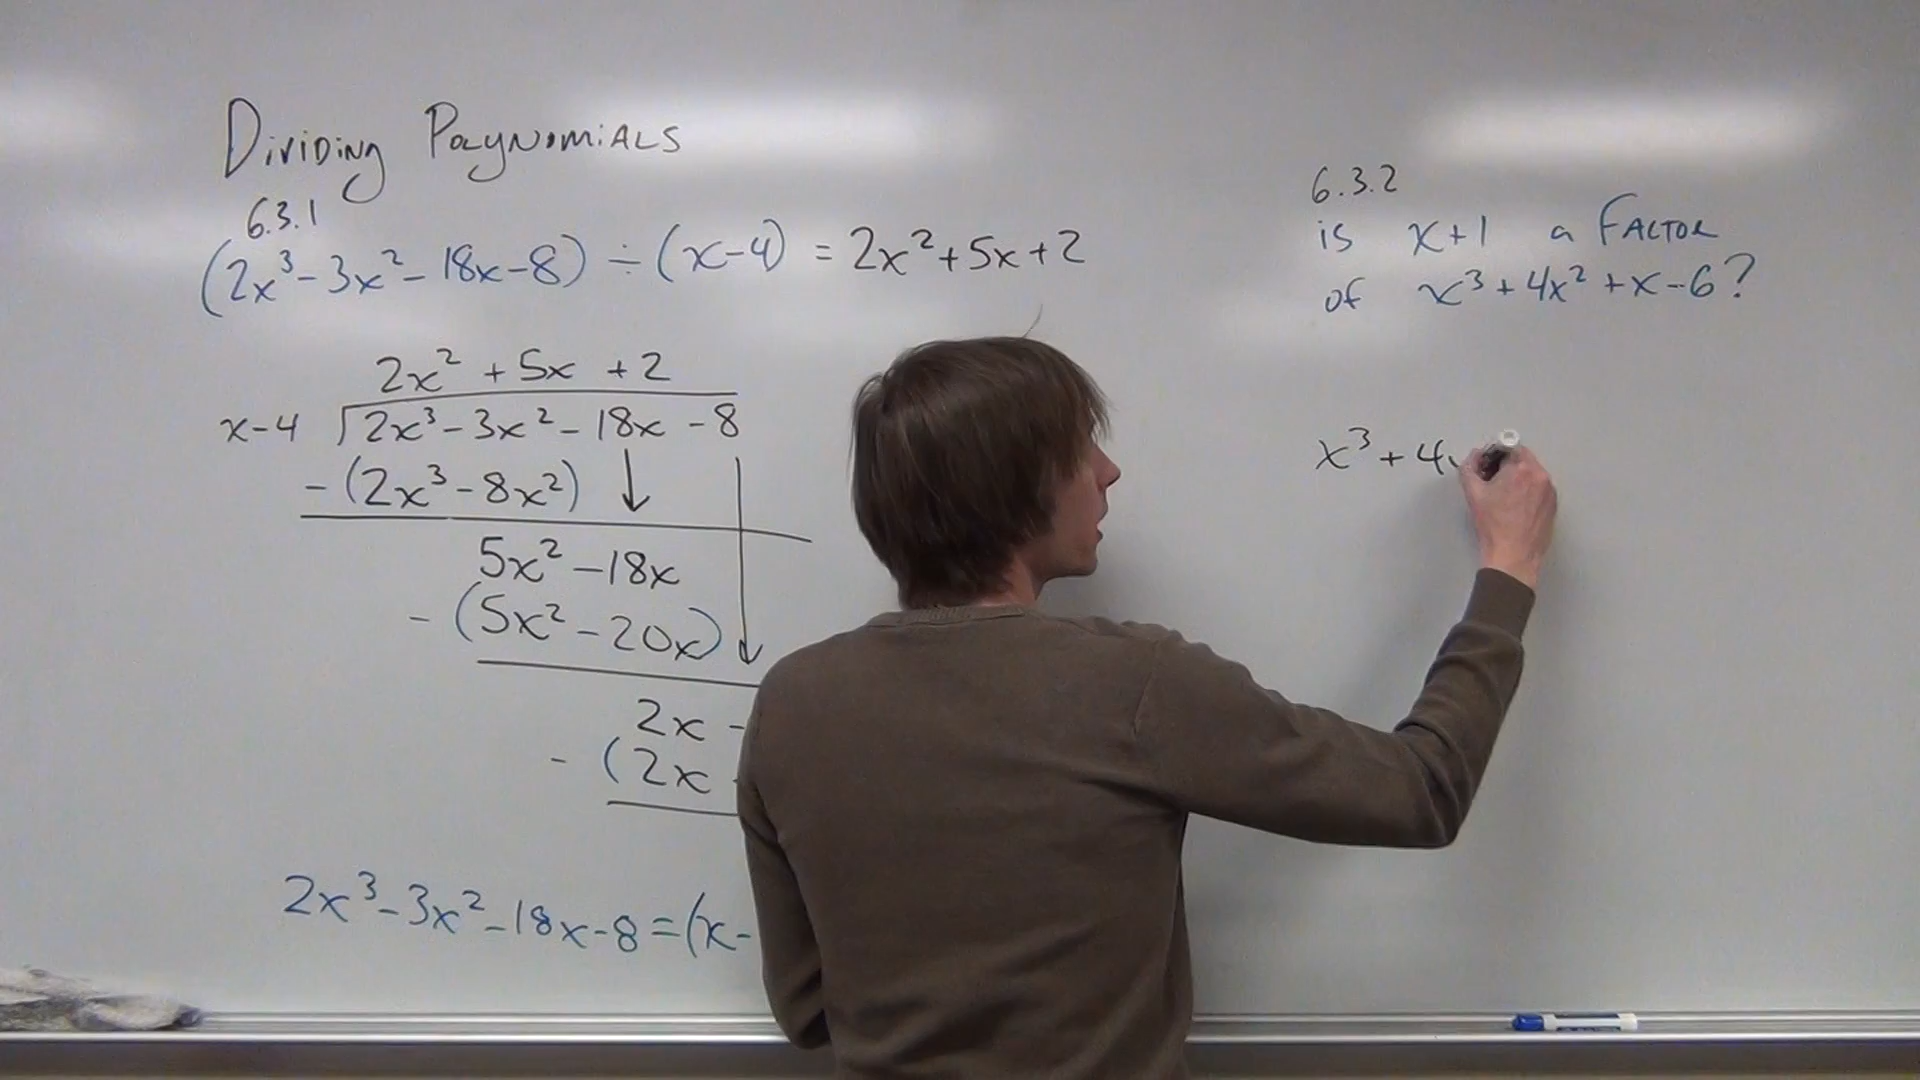 Dividing Polynomials
6.3.1
(2x³-3x²-18x-8) ÷ (x-4) = 2x²+5x+2
2x² +5x +2
x-4 √2x³-3x²-18x-8
-(2x³-8x²)
5x²-18x
-(5x²-20x)
2x -
-(2x
2x³-3x²-18x-8=(x-
6.3.2
is x+1 a Factor
of x³+4x²+x-6?
x³+4